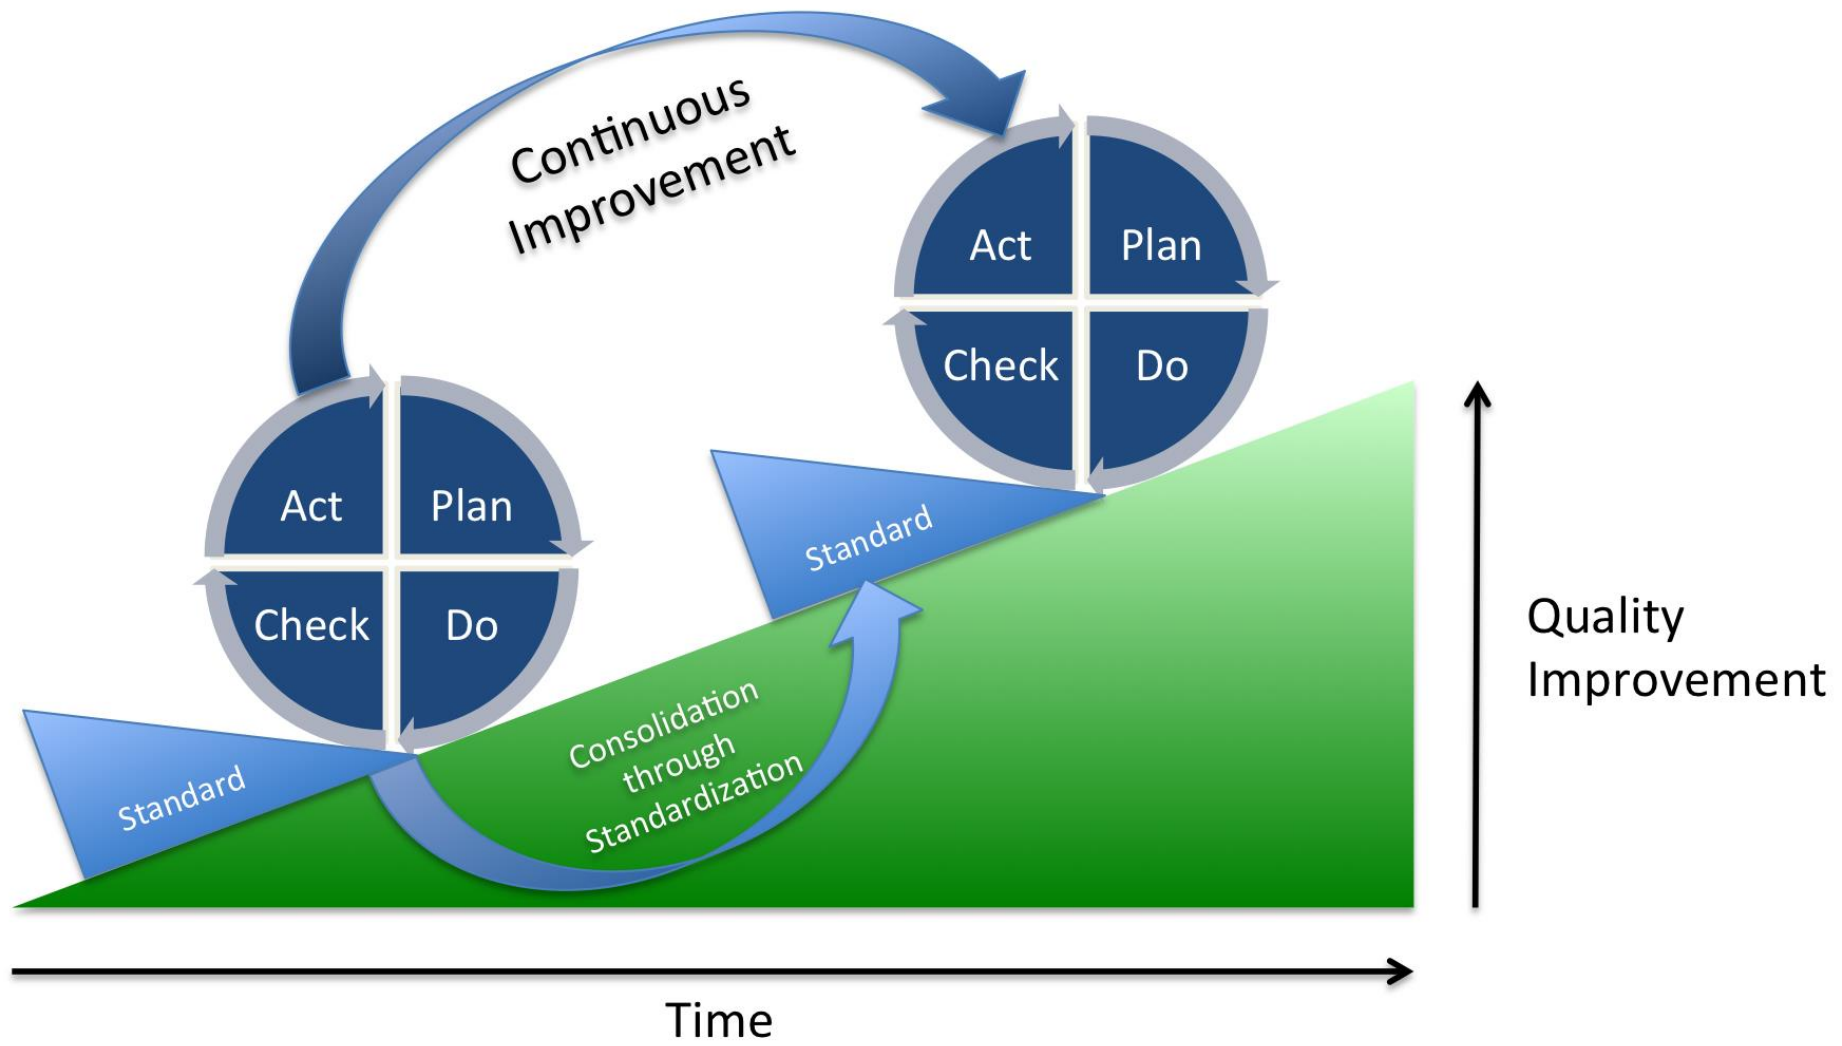 Continuous
Improvement
Act
Plan
Check
Do
Act
Plan
Check
Do
Standard
Standard
Consolidation
through
Standardization
Quality
Improvement
Time